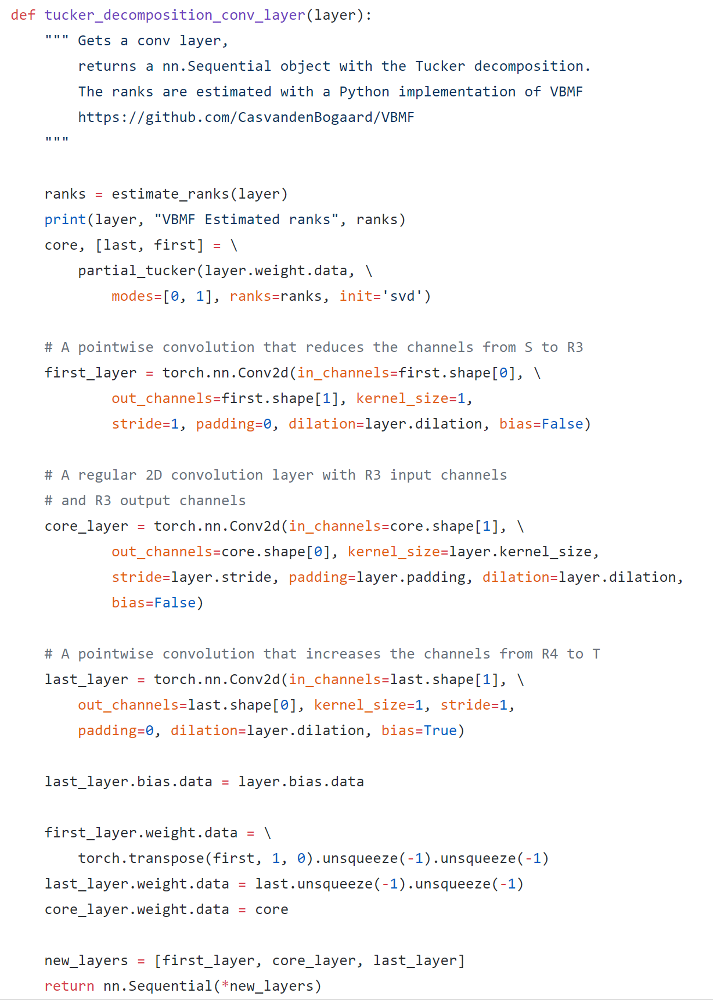 def tucker_decomposition_conv_layer(layer):
    """ Gets a conv layer,
        returns a nn.Sequential object with the Tucker decomposition.
        The ranks are estimated with a Python implementation of VBMF
        https://github.com/CasvandenBogaard/VBMF
    """
    ranks = estimate_ranks(layer)
    print(layer, "VBMF Estimated ranks", ranks)
    core, [last, first] = \
        partial_tucker(layer.weight.data, \
            modes=[0, 1], ranks=ranks, init='svd')
    # A pointwise convolution that reduces the channels from S to R3
    first_layer = torch.nn.Conv2d(in_channels=first.shape[0], \
            out_channels=first.shape[1], kernel_size=1,
            stride=1, padding=0, dilation=layer.dilation, bias=False)
    # A regular 2D convolution layer with R3 input channels
    # and R3 output channels
    core_layer = torch.nn.Conv2d(in_channels=core.shape[1], \
            out_channels=core.shape[0], kernel_size=layer.kernel_size,
            stride=layer.stride, padding=layer.padding, dilation=layer.dilation,
            bias=False)
    # A pointwise convolution that increases the channels from R4 to T
    last_layer = torch.nn.Conv2d(in_channels=last.shape[1], \
        out_channels=last.shape[0], kernel_size=1, stride=1,
        padding=0, dilation=layer.dilation, bias=True)
    last_layer.bias.data = layer.bias.data
    first_layer.weight.data = \
        torch.transpose(first, 1, 0).unsqueeze(-1).unsqueeze(-1)
    last_layer.weight.data = last.unsqueeze(-1).unsqueeze(-1)
    core_layer.weight.data = core
    new_layers = [first_layer, core_layer, last_layer]
    return nn.Sequential(*new_layers)